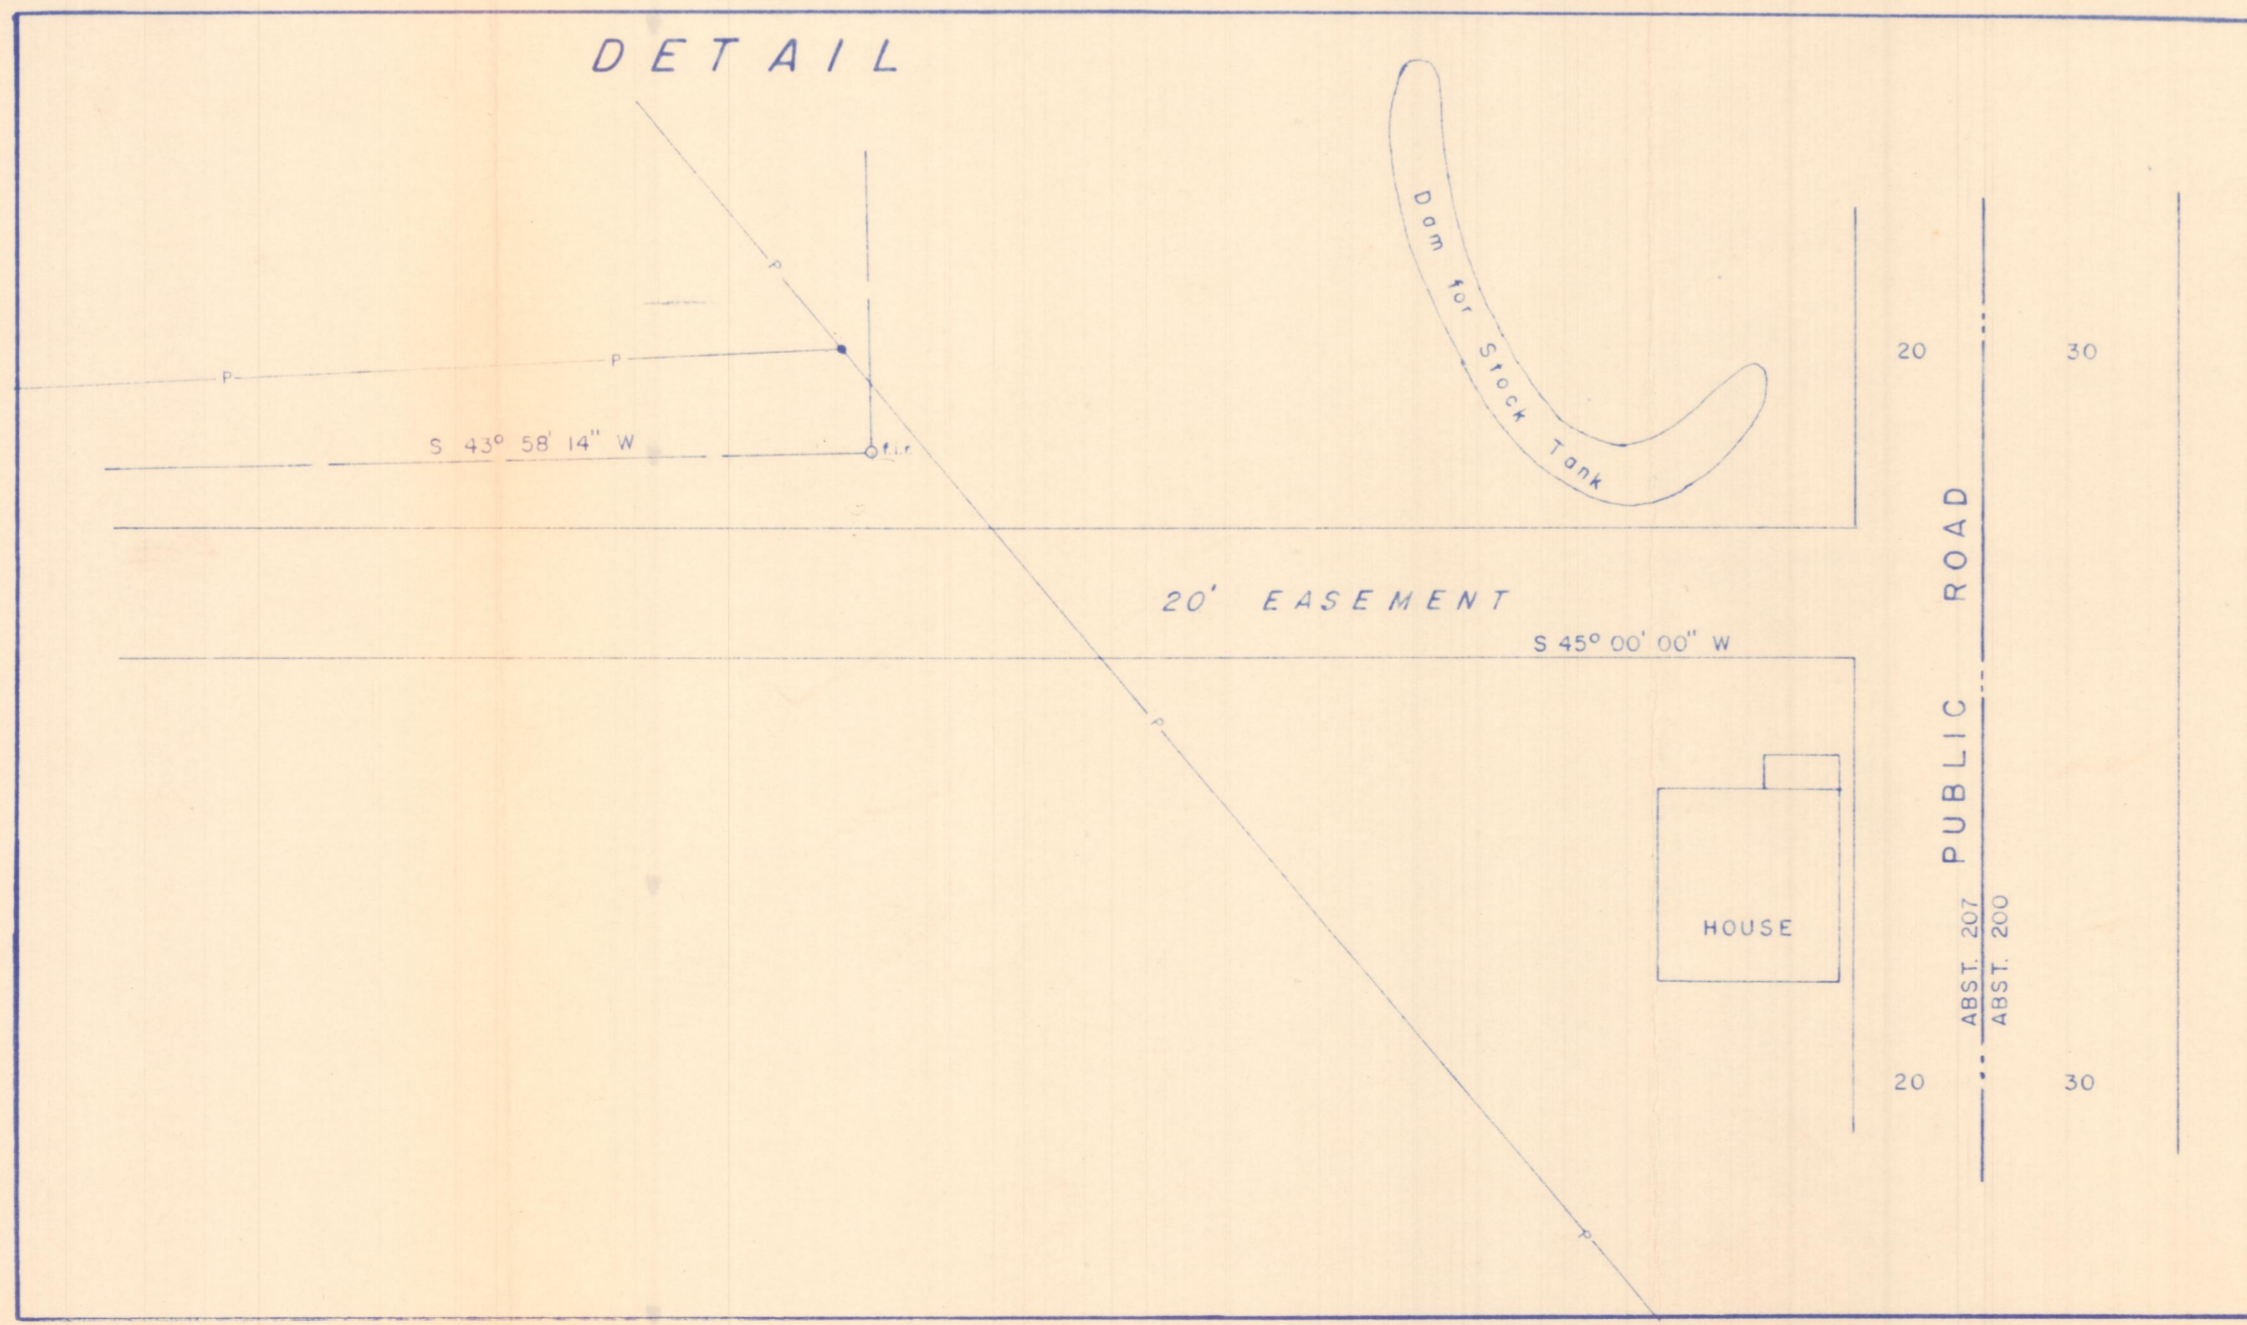 DETAIL
P
Dam for Stock Tank
20
30
P
P
S 43° 58' 14" W
f.i.r.
20' EASEMENT
S 45° 00' 00" W
PUBLIC ROAD
P
HOUSE
ABST. 207
ABST. 200
20
30
P